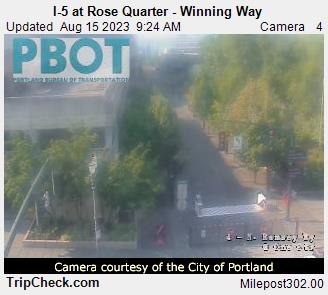 I-5 at Rose Quarter - Winning Way
Updated Aug 15 2023 9:24 AM Camera 4
PBOT
PORTLAND BUREAU OF TRANSPORTATION
Camera courtesy of the City of Portland
TripCheck.com Milepost302.00